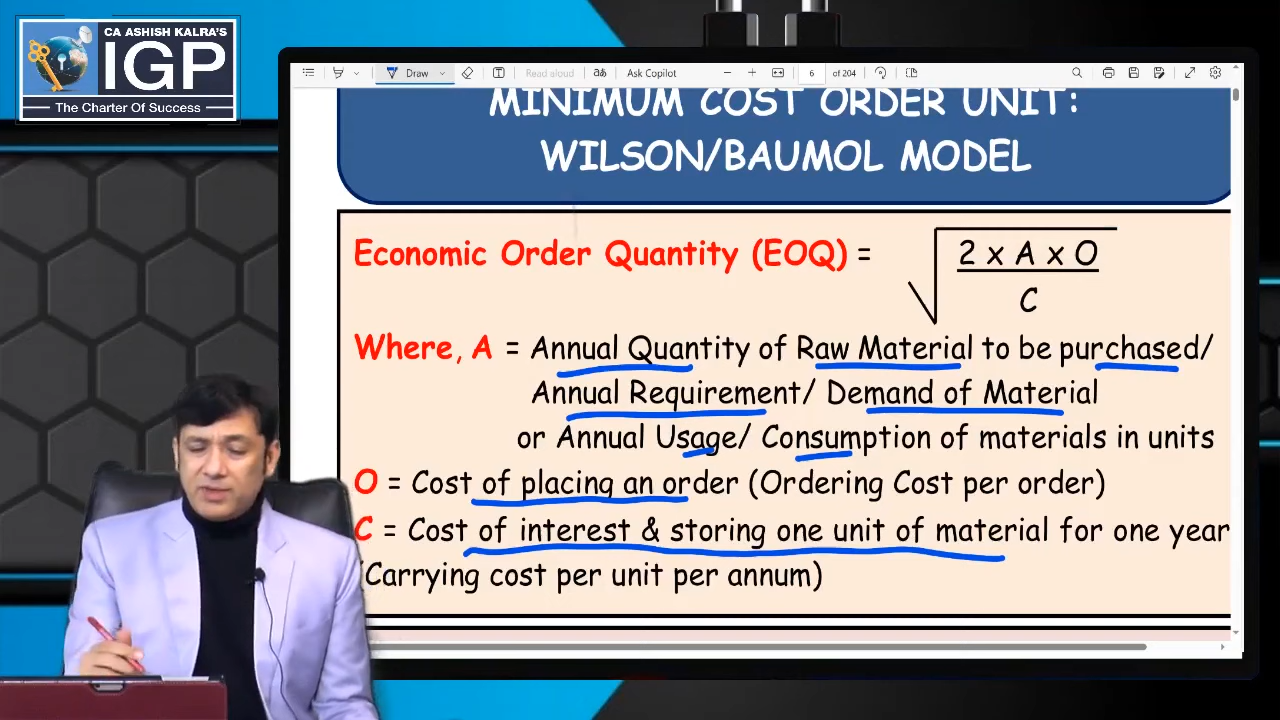 CA ASHISH KALRA'S
IGP
The Charter Of Success
Draw
Read aloud
aあ
Ask Copilot
6 of 204
MINIMUM COST ORDER UNIT:
WILSON/BAUMOL MODEL
Economic Order Quantity (EOQ) = √ 2 x A x O
C
Where, A = Annual Quantity of Raw Material to be purchased/
Annual Requirement/ Demand of Material
or Annual Usage/ Consumption of materials in units
O = Cost of placing an order (Ordering Cost per order)
C = Cost of interest & storing one unit of material for one year
(Carrying cost per unit per annum)